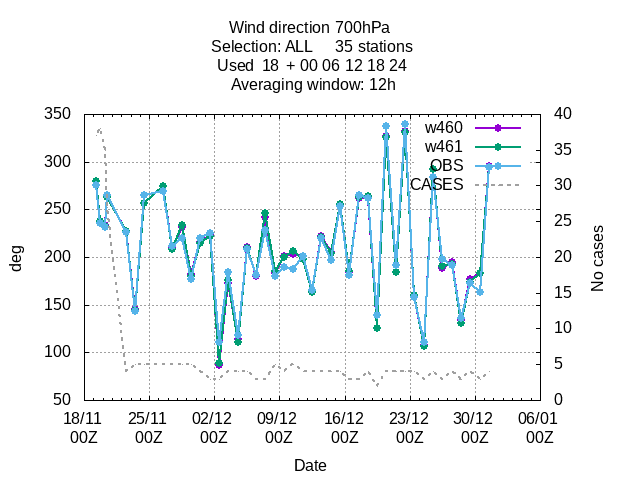 Wind direction 700hPa
Selection: ALL 35 stations
Used 18 + 00 06 12 18 24
Averaging window: 12h
350
300
250
200
150
100
50
deg
40
35
30
25
20
15
10
5
0
No cases
w460
w461
OBS
CASES
18/11 25/11 02/12 09/12 16/12 23/12 30/12 06/01
00Z 00Z 00Z 00Z 00Z 00Z 00Z 00Z
Date